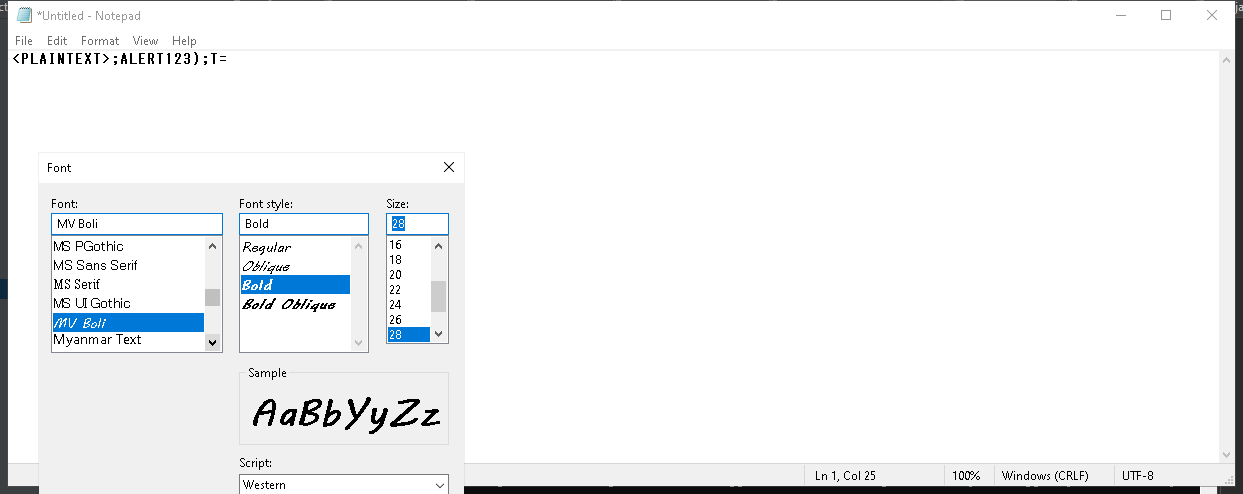 *Untitled - Notepad
File Edit Format View Help
<PLAINTEXT>;ALERT123);T=
Font
Font: Font style: Size:
MV Boli Bold 28
MS PGothic
MS Sans Serif
MS Serif
MS UI Gothic
MV Boli
Myanmar Text
Regular
Oblique
Bold
Bold Oblique
16
18
20
22
24
26
28
Sample
AaBbYyZz
Script:
Western
Ln 1, Col 25 100% Windows (CRLF) UTF-8